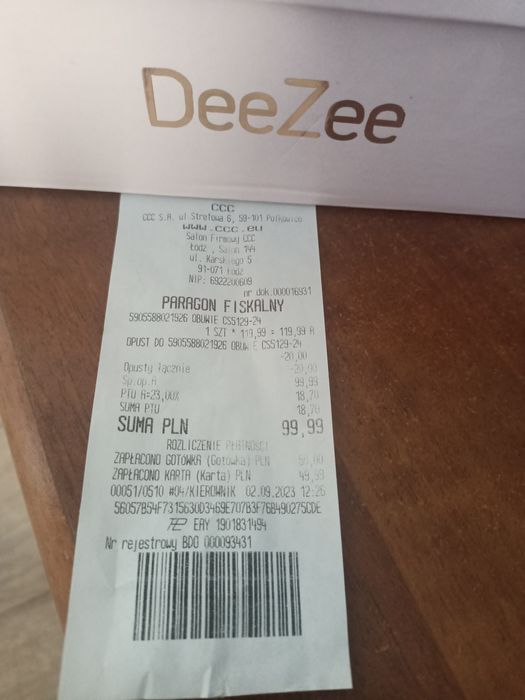 DeeZee
CCC
CCC S.A. ul Strefowa 6, 59-101 Polkowice
www.ccc.eu
Salon Firmowy CCC
Łódź , Salon 144
ul. Karskiego 5
91-071 Łódź
NIP: 6922200609
nr dok.000016931
PARAGON FISKALNY
5905588021926 OBUWIE CS5129-24
1 SZT * 119,99 = 119,99 A
OPUST DO 5905588021926 OBUWIE CS5129-24
-20,00
Opusty łącznie -20,00
Sp.op.A 99,99
PTU A=23,00% 18,70
SUMA PTU 18,70
SUMA PLN 99,99
ROZLICZENIE PŁATNOŚCI
ZAPŁACONO GOTÓWKA (Gotówka) PLN 50,00
ZAPŁACONO KARTA (Karta) PLN 49,99
00051/0510 #04/KIEROWNIK 02.09.2023 12:26
EAY 1901831494
Nr rejestrowy BDO 000093431